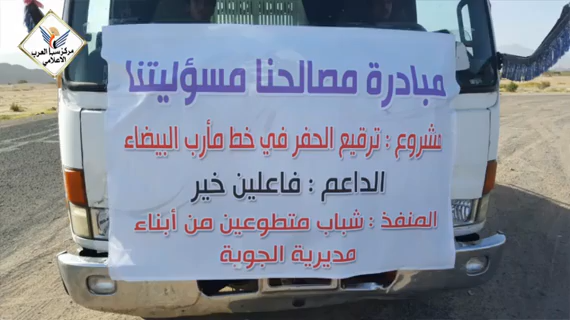 مركز سبأ العرب
الاعلامي
مبادرة مصالحنا مسؤليتنا
مشروع : ترقيع الحفر في خط مأرب البيضاء
الداعم : فاعلين خير
المنفذ : شباب متطوعين من أبناء
مديرية الجوبة